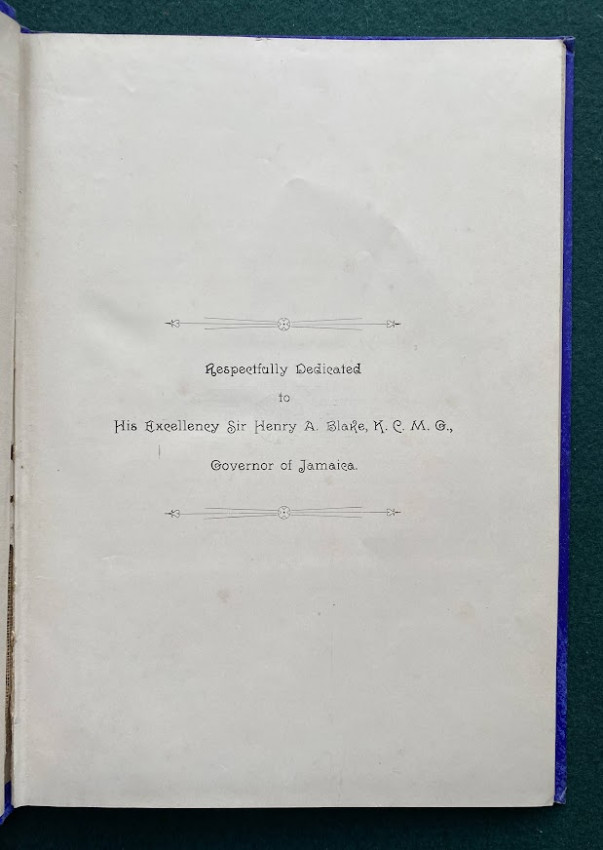 Respectfully Dedicated
to
His Excellency Sir Henry A. Blake, K. C. M. G.,
Governor of Jamaica.